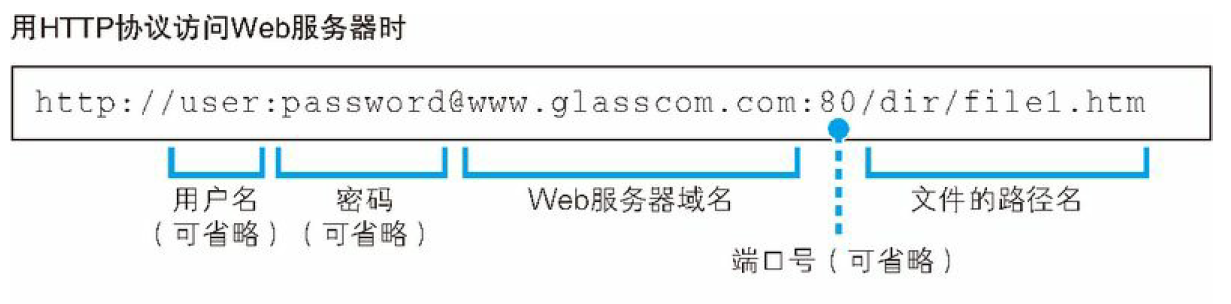 用HTTP协议访问Web服务器时
http://user:password@www.glasscom.com:80/dir/file1.htm
用户名 密码 Web服务器域名 文件的路径名
(可省略) (可省略)
端口号(可省略)